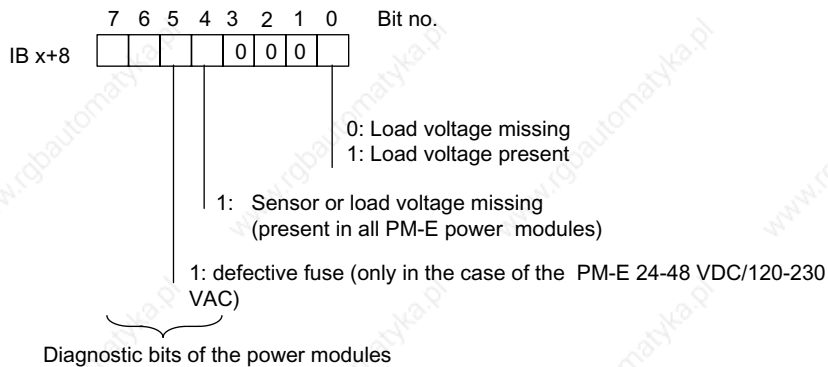 7 6 5 4 3 2 1 0 Bit no.
IB x+8 0 0 0
0: Load voltage missing
1: Load voltage present
1: Sensor or load voltage missing
(present in all PM-E power modules)
1: defective fuse (only in the case of the PM-E 24-48 VDC/120-230
VAC)
Diagnostic bits of the power modules